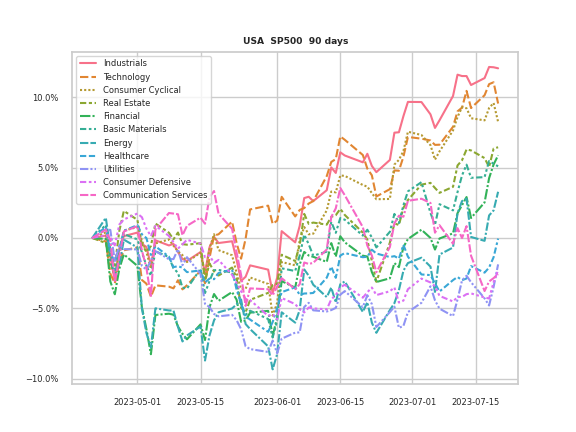 USA  SP500  90 days
Industrials
Technology
Consumer Cyclical
Real Estate
Financial
Basic Materials
Energy
Healthcare
Utilities
Consumer Defensive
Communication Services
10.0%
5.0%
0.0%
−5.0%
−10.0%
2023-05-01
2023-05-15
2023-06-01
2023-06-15
2023-07-01
2023-07-15